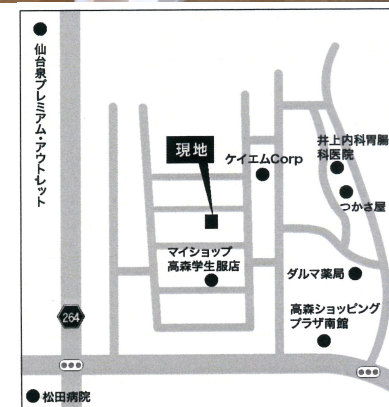 仙台泉プレミアム・アウトレット
現地
ケイエムCorp
井上内科胃腸
科医院
つかさ屋
マイショップ
高森学生服店
ダルマ薬局
高森ショッピング
プラザ南館
264
松田病院